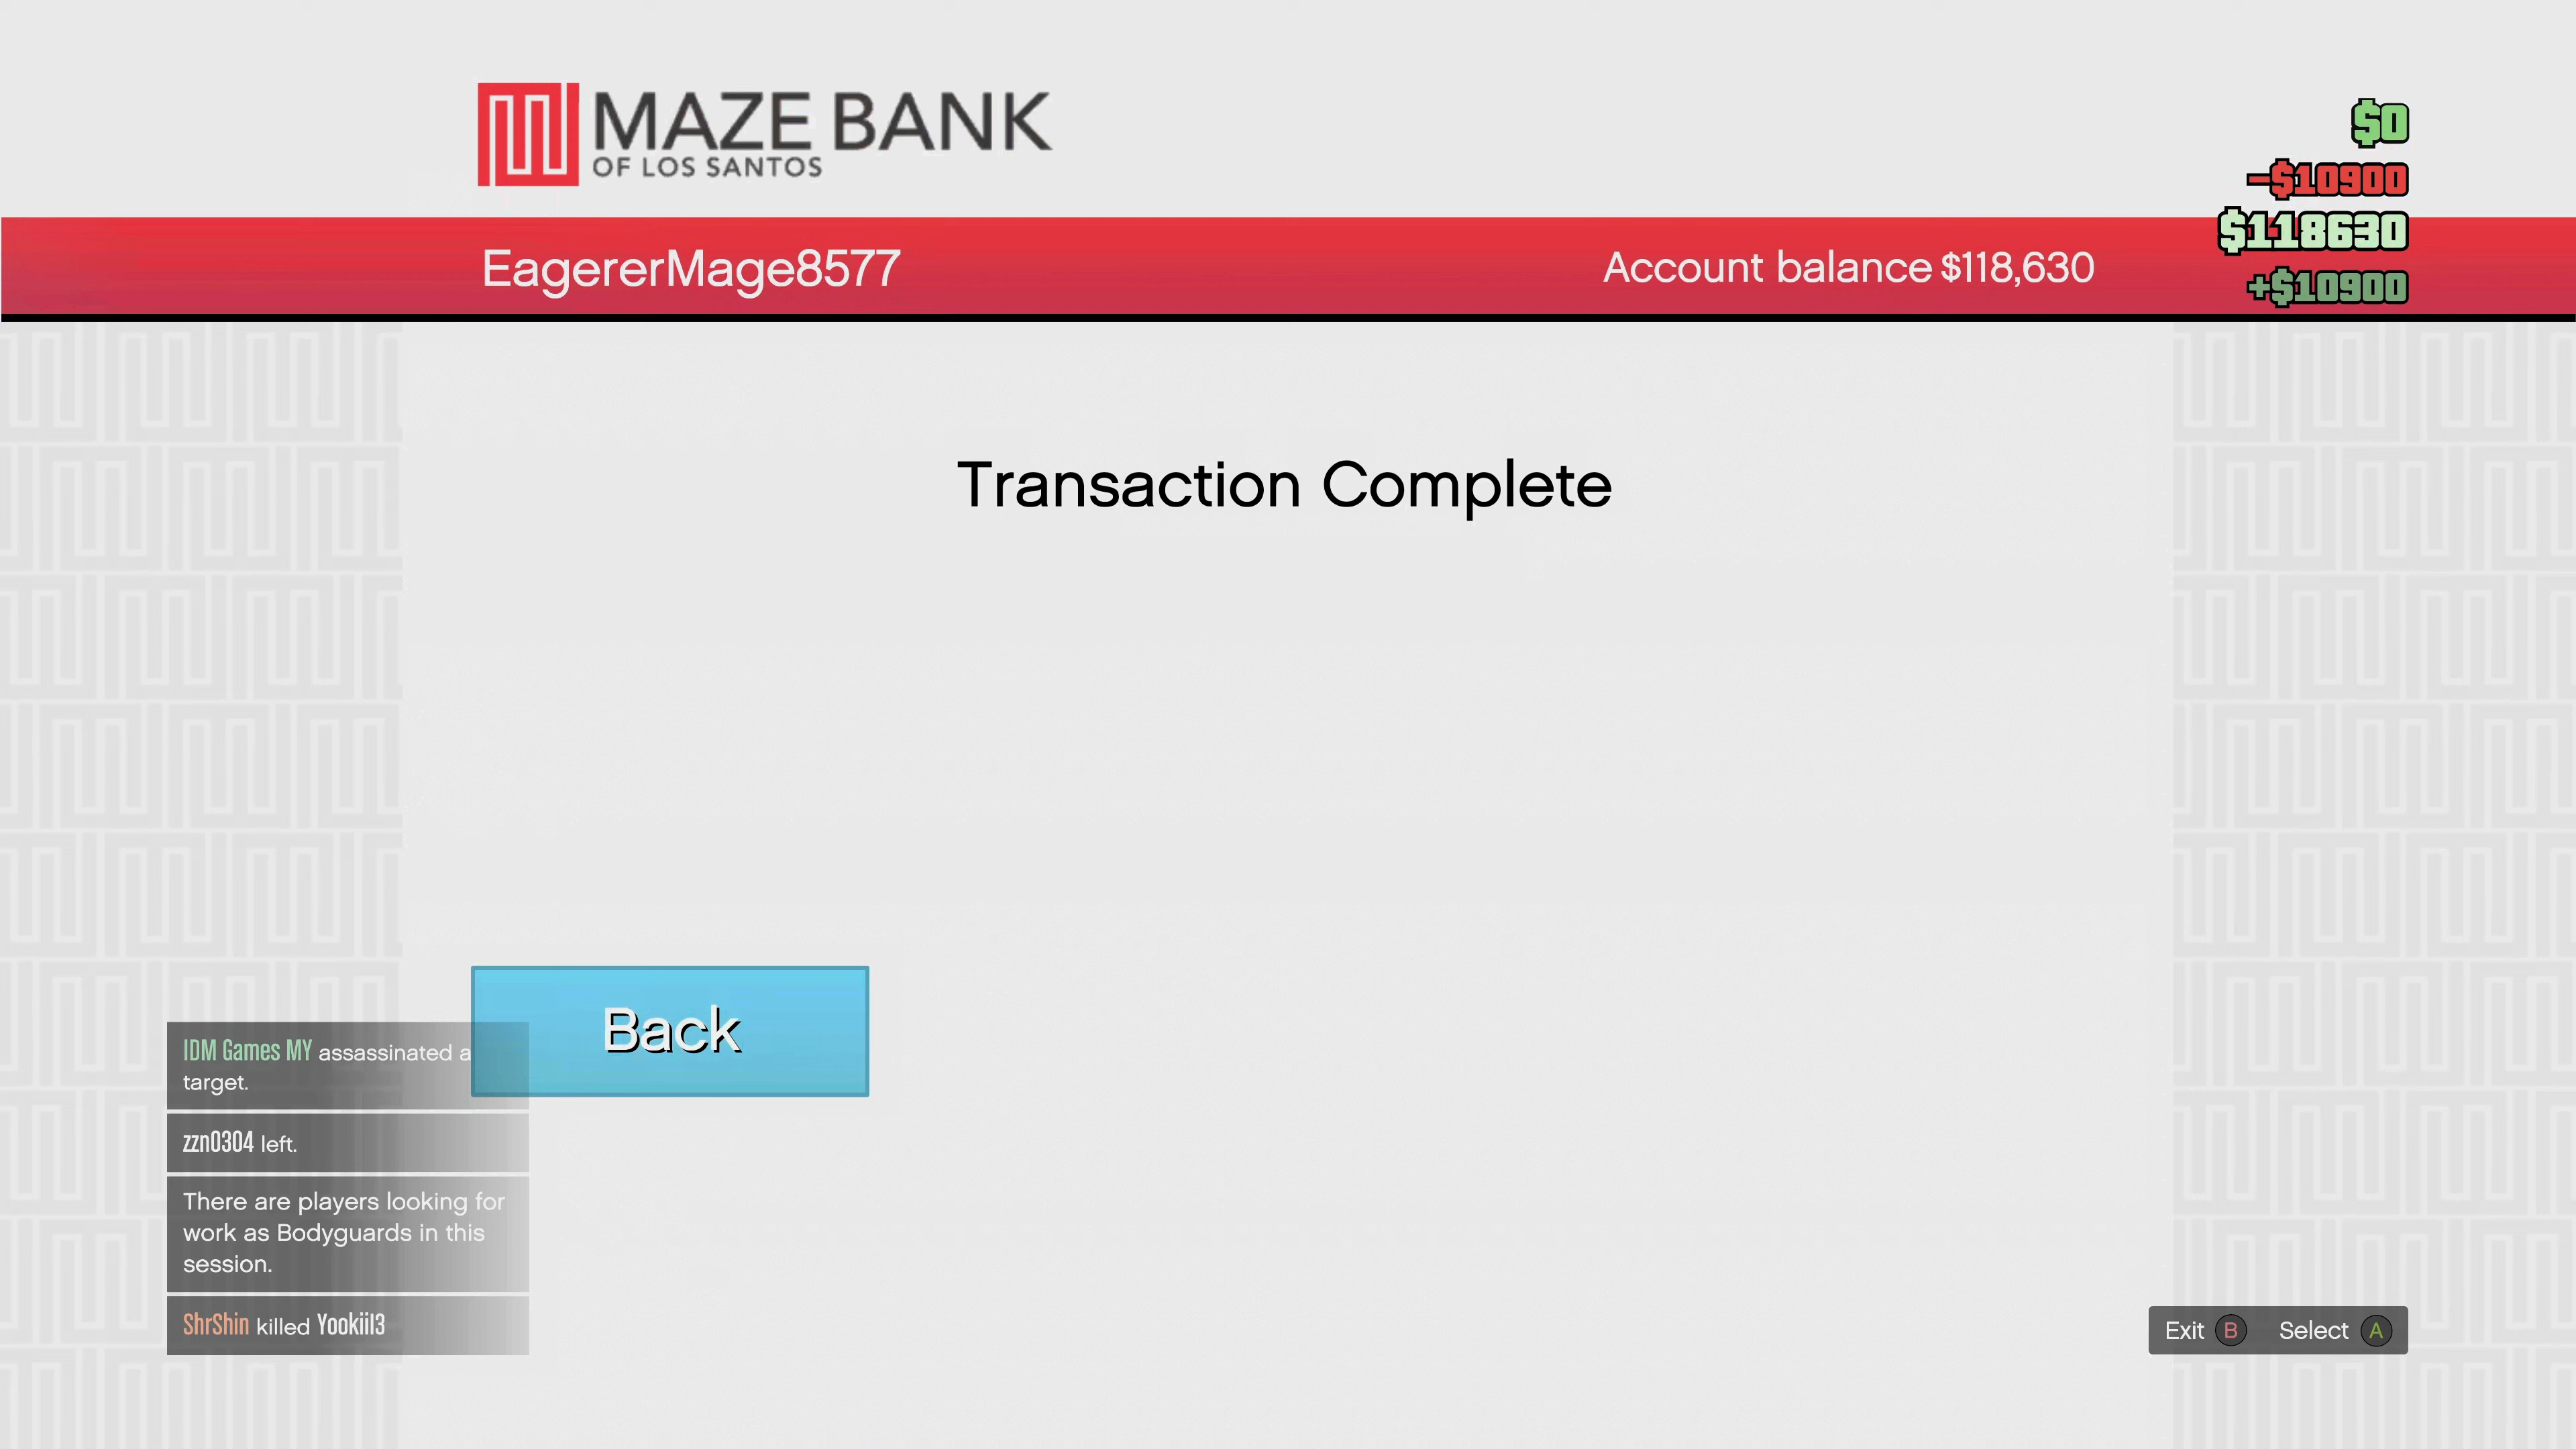 MAZE BANK
OF LOS SANTOS
$0
-$10900
$118630
+$10900
EagererMage8577
Account balance $118,630
Transaction Complete
Back
IDM Games MY assassinated a
target.
zzn0304 left.
There are players looking for
work as Bodyguards in this
session.
ShrShin killed Yookiil3
Exit B Select A